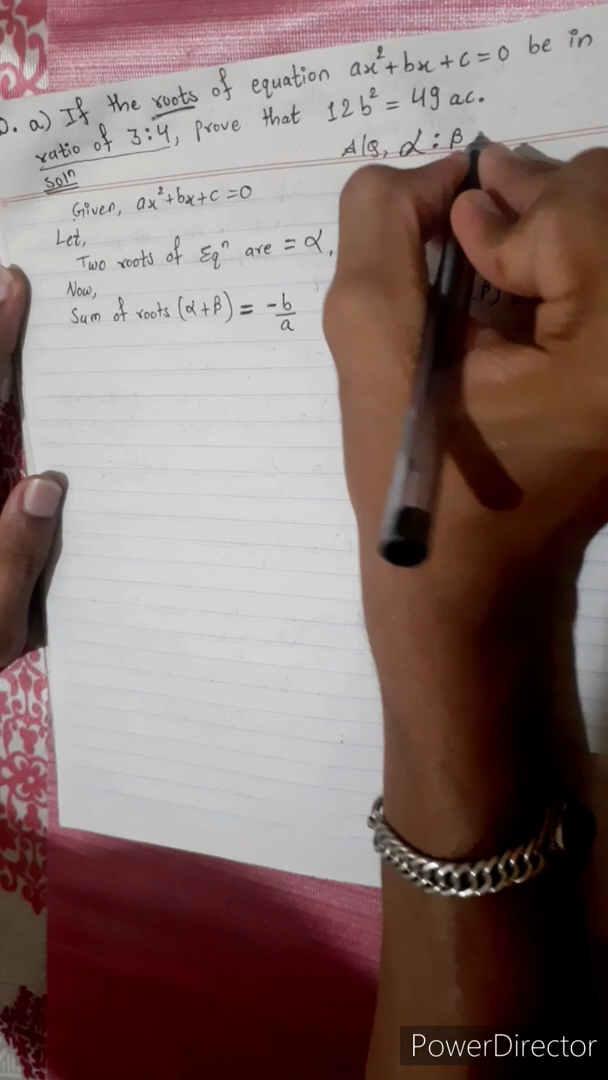 a) If the roots of equation ax²+bx+c=0 be in
ratio of 3:4, prove that 12b² = 49ac.
A/Q, α : β
Solⁿ
Given, ax²+bx+c=0
Let,
Two roots of Eqⁿ are = α,
Now,
Sum of roots (α+β) = -b/a
β)
PowerDirector